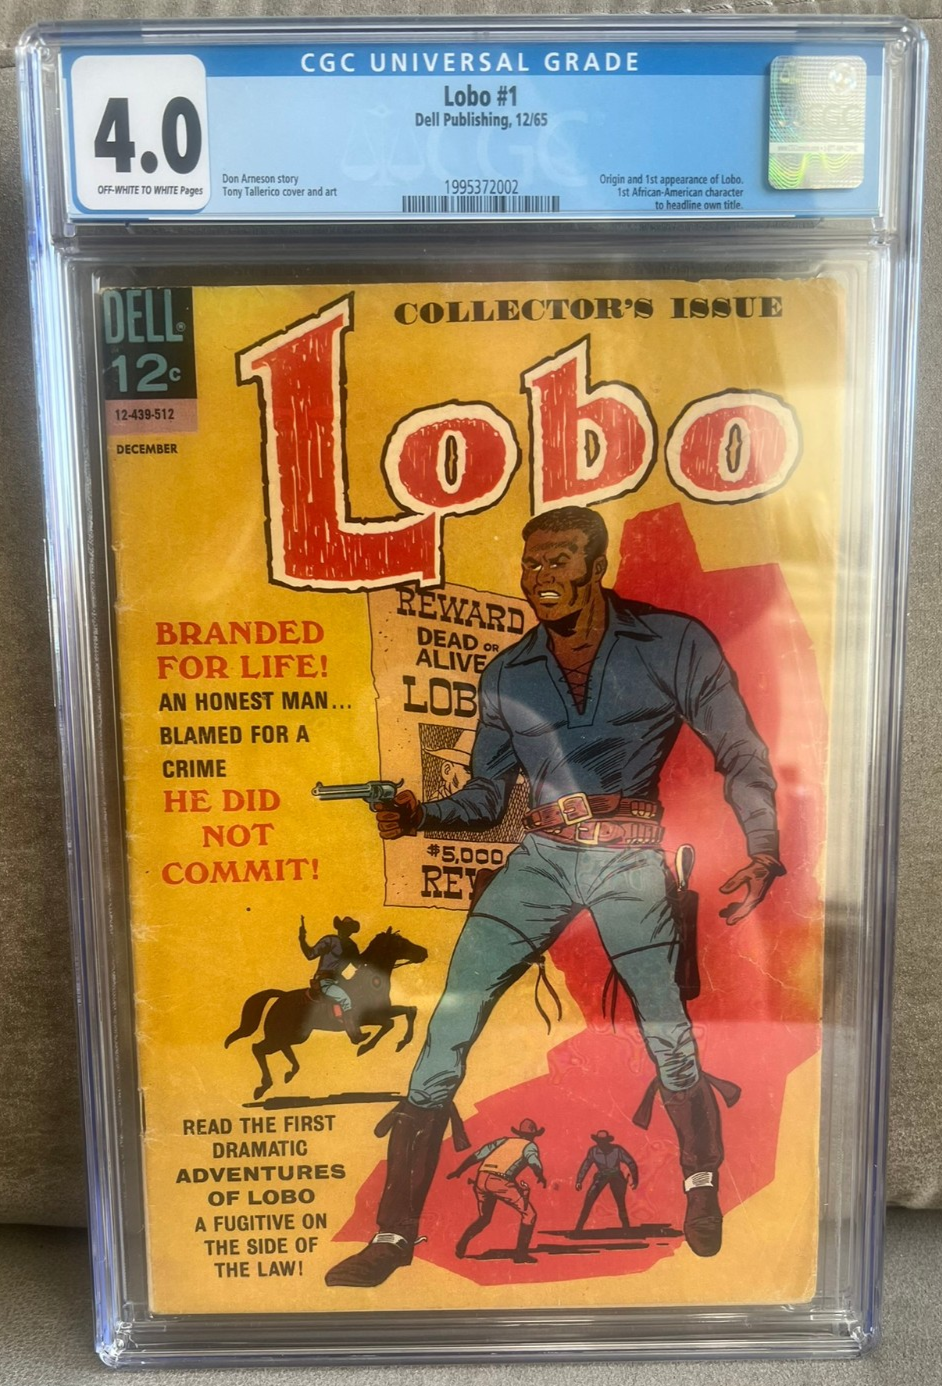 CGC UNIVERSAL GRADE
4.0
OFF-WHITE TO WHITE Pages
Lobo #1
Dell Publishing, 12/65
Don Arneson story
Tony Tallerico cover and art
1995372002
Origin and 1st appearance of Lobo.
1st African-American character
to headline own title.
CGC
DELL®
12c
12-439-512
DECEMBER
COLLECTOR'S ISSUE
Lobo
BRANDED
FOR LIFE!
AN HONEST MAN...
BLAMED FOR A
CRIME
HE DID
NOT
COMMIT!
REWARD
DEAD OR
ALIVE
LOB
$5,000
REW
READ THE FIRST
DRAMATIC
ADVENTURES
OF LOBO
A FUGITIVE ON
THE SIDE OF
THE LAW!